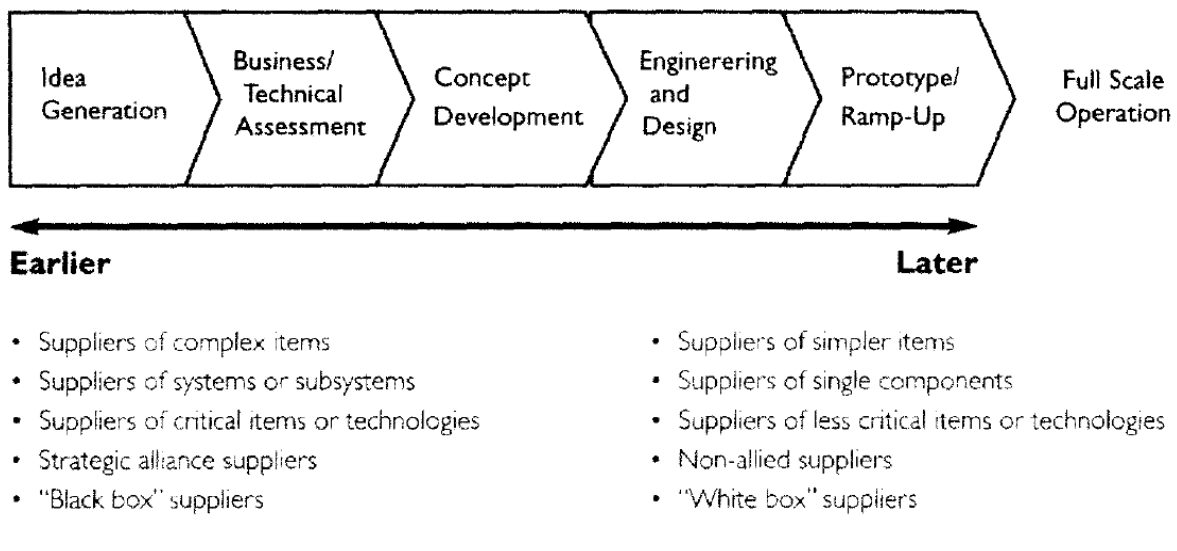 Idea
Generation
Business/
Technical
Assessment
Concept
Development
Enginerering
and
Design
Prototype/
Ramp-Up
Full Scale
Operation
Earlier
Later
• Suppliers of complex items
• Suppliers of systems or subsystems
• Suppliers of critical items or technologies
• Strategic alliance suppliers
• "Black box" suppliers
• Suppliers of simpler items
• Suppliers of single components
• Suppliers of less critical items or technologies
• Non-allied suppliers
• "White box" suppliers